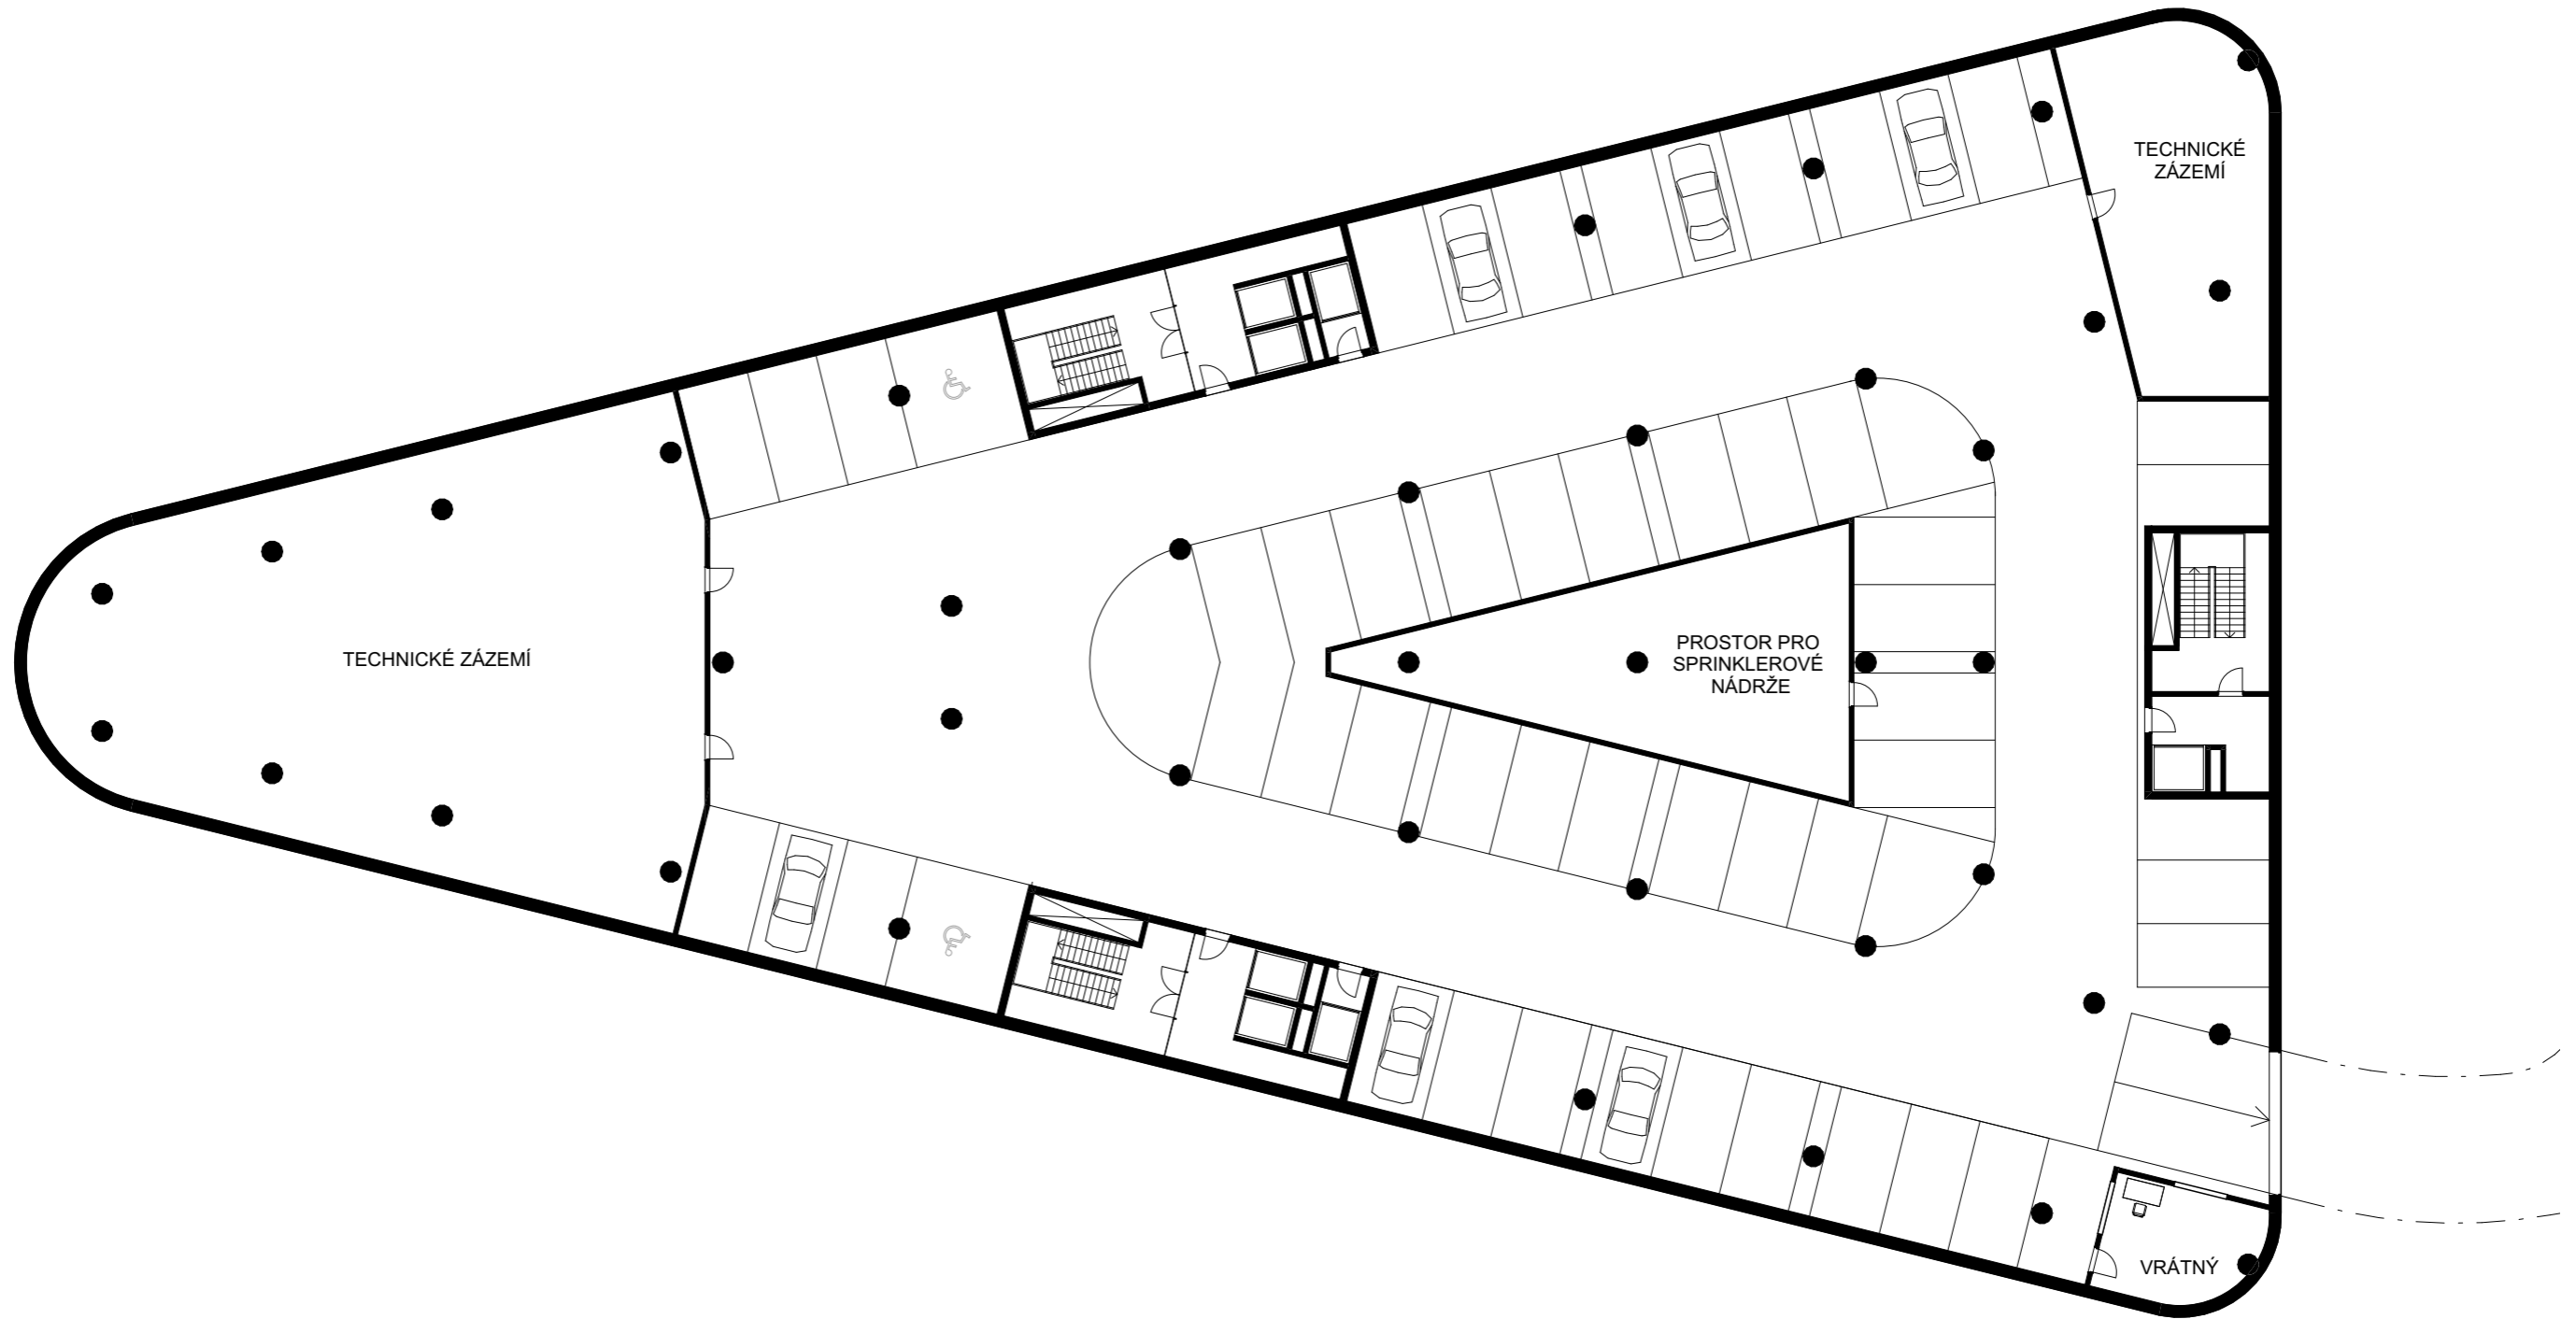 TECHNICKÉ
ZÁZEMÍ
TECHNICKÉ ZÁZEMÍ
PROSTOR PRO
SPRINKLEROVÉ
NÁDRŽE
VRÁTNÝ